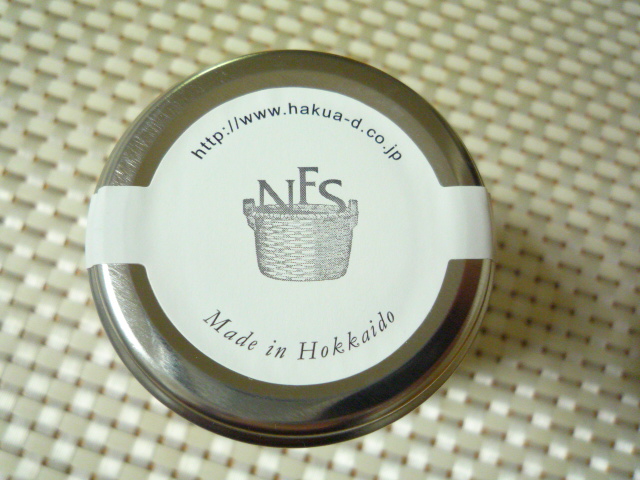 http://www.hakua-d.co.jp
NFS
Made in Hokkaido